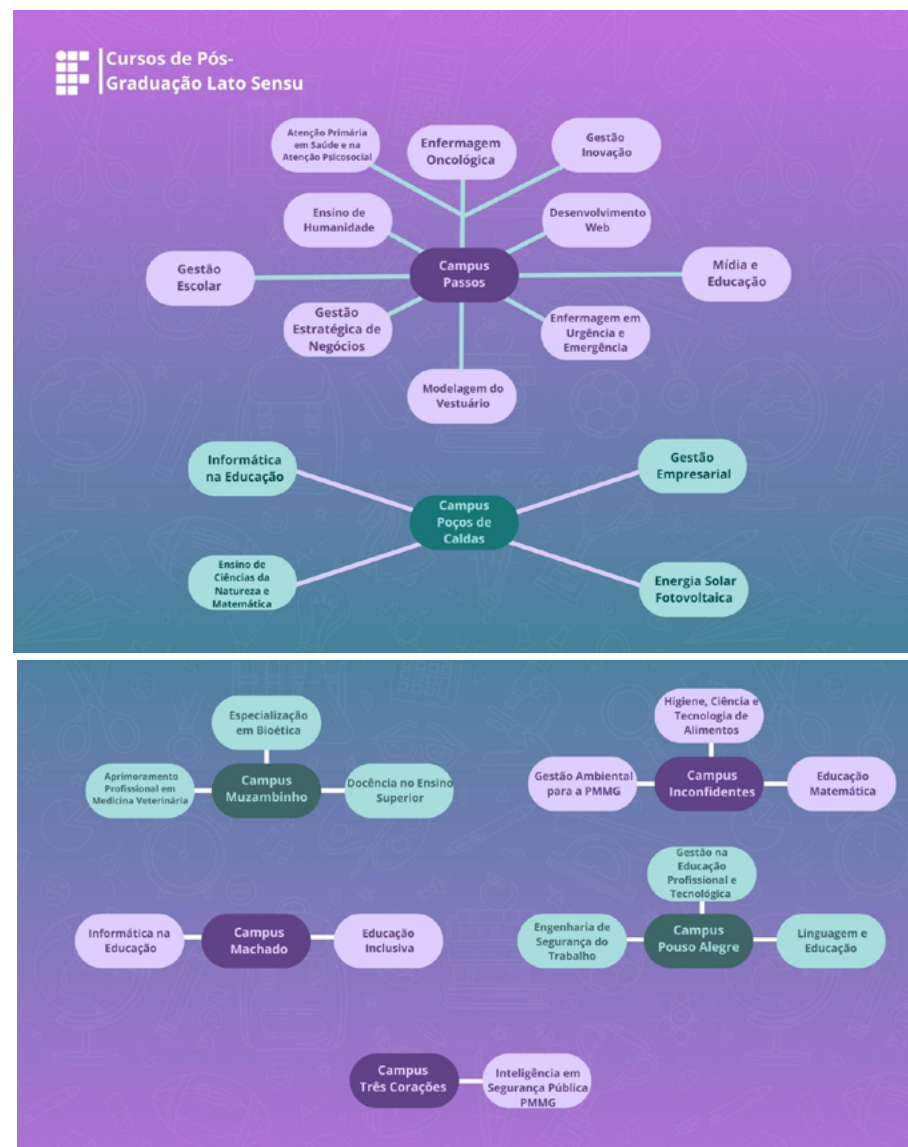 Cursos de Pós-
Graduação Lato Sensu
Atenção Primária
em Saúde e na
Atenção Psicosocial
Enfermagem
Oncológica
Gestão
Inovação
Ensino de
Humanidade
Desenvolvimento
Web
Gestão
Escolar
Campus
Passos
Mídia e
Educação
Gestão
Estratégica de
Negócios
Enfermagem em
Urgência e
Emergência
Modelagem do
Vestuário
Informática
na Educação
Gestão
Empresarial
Campus
Poços de
Caldas
Ensino de
Ciências da
Natureza e
Matemática
Energia Solar
Fotovoltaica
Especialização
em Bioética
Aprimoramento
Profissional em
Medicina Veterinária
Campus
Muzambinho
Docência no Ensino
Superior
Higiene, Ciência e
Tecnologia de
Alimentos
Gestão Ambiental
para a PMMG
Campus
Inconfidentes
Educação
Matemática
Informática na
Educação
Campus
Machado
Educação
Inclusiva
Gestão na
Educação
Profissional e
Tecnológica
Engenharia de
Segurança do
Trabalho
Campus
Pouso Alegre
Linguagem e
Educação
Campus
Três Corações
Inteligência em
Segurança Pública
PMMG